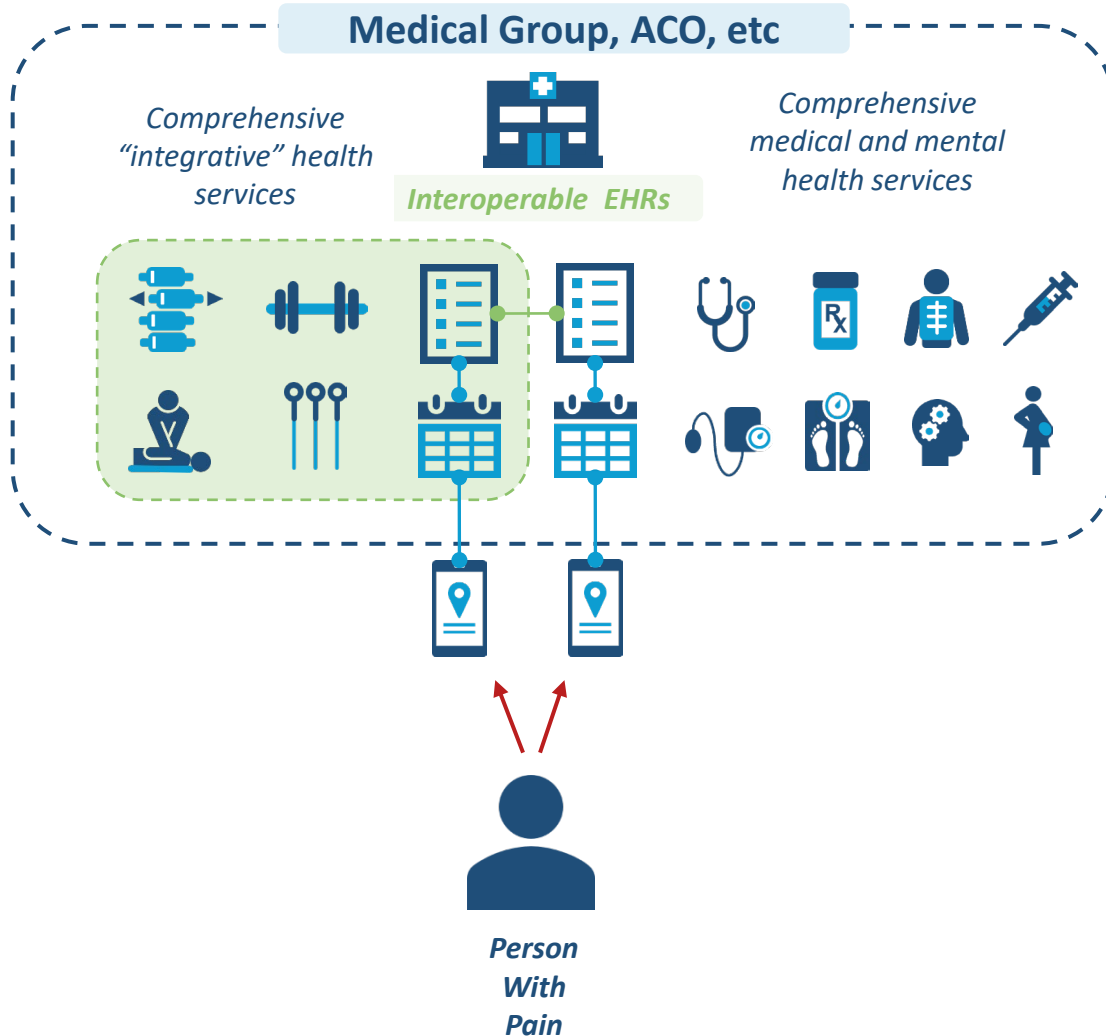 Medical Group, ACO, etc
Comprehensive
“integrative” health
services
Comprehensive
medical and mental
health services
Interoperable EHRs
Rx
Person
With
Pain